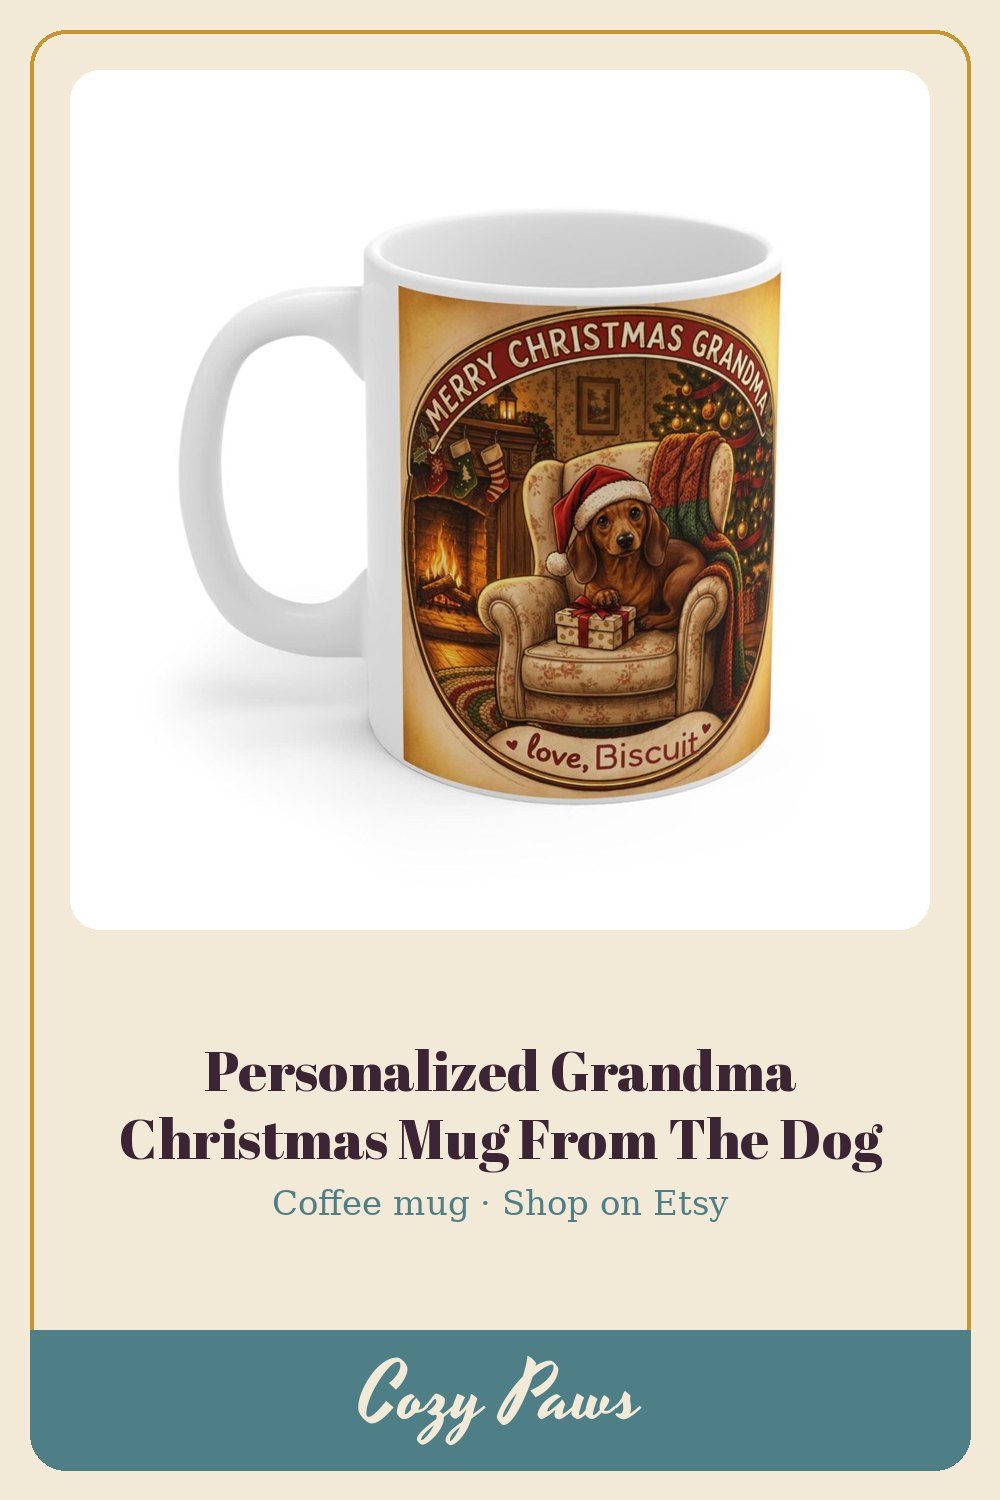 MERRY CHRISTMAS GRANDMA
love, Biscuit
Personalized Grandma
Christmas Mug From The Dog
Coffee mug · Shop on Etsy
Cozy Paws